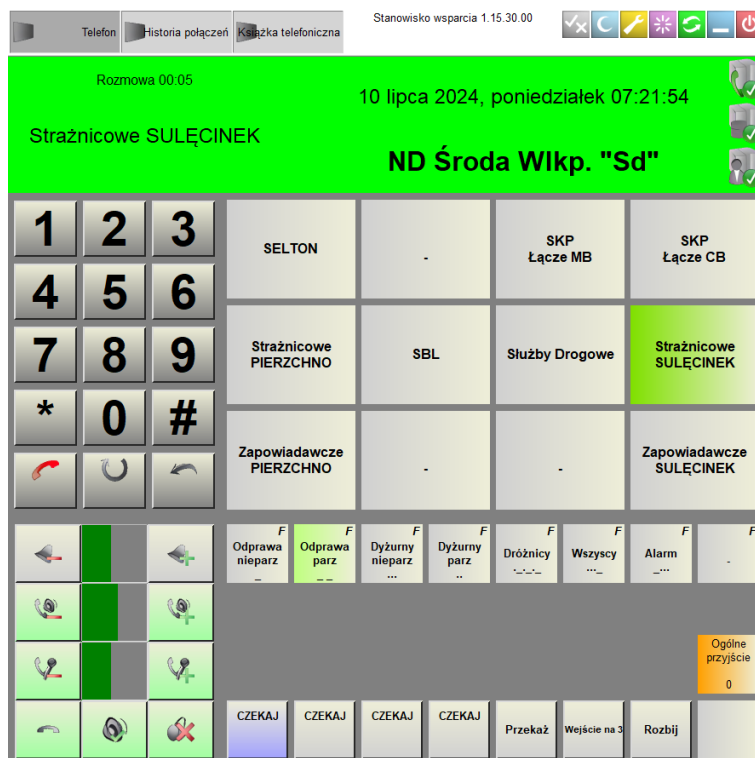 Stanowisko wsparcia 1.15.30.00
Telefon
Historia połączeń
Książka telefoniczna
Rozmowa 00:05
10 lipca 2024, poniedziałek 07:21:54
Strażnicowe SULĘCINEK
ND Środa Wlkp. "Sd"
1 2 3
4 5 6
7 8 9
* 0 #
SELTON
-
SKP
Łącze MB
SKP
Łącze CB
Strażnicowe
PIERZCHNO
SBL
Służby Drogowe
Strażnicowe
SULĘCINEK
Zapowiadawcze
PIERZCHNO
-
-
Zapowiadawcze
SULĘCINEK
F
Odprawa
nieparz
_
F
Odprawa
parz
_ _
F
Dyżurny
nieparz
...
F
Dyżurny
parz
..
F
Dróżnicy
._._._
F
Wszyscy
..._
F
Alarm
_...
F
-
Ogólne
przyjście
0
CZEKAJ
CZEKAJ
CZEKAJ
CZEKAJ
Przekaż
Wejście na 3
Rozbij